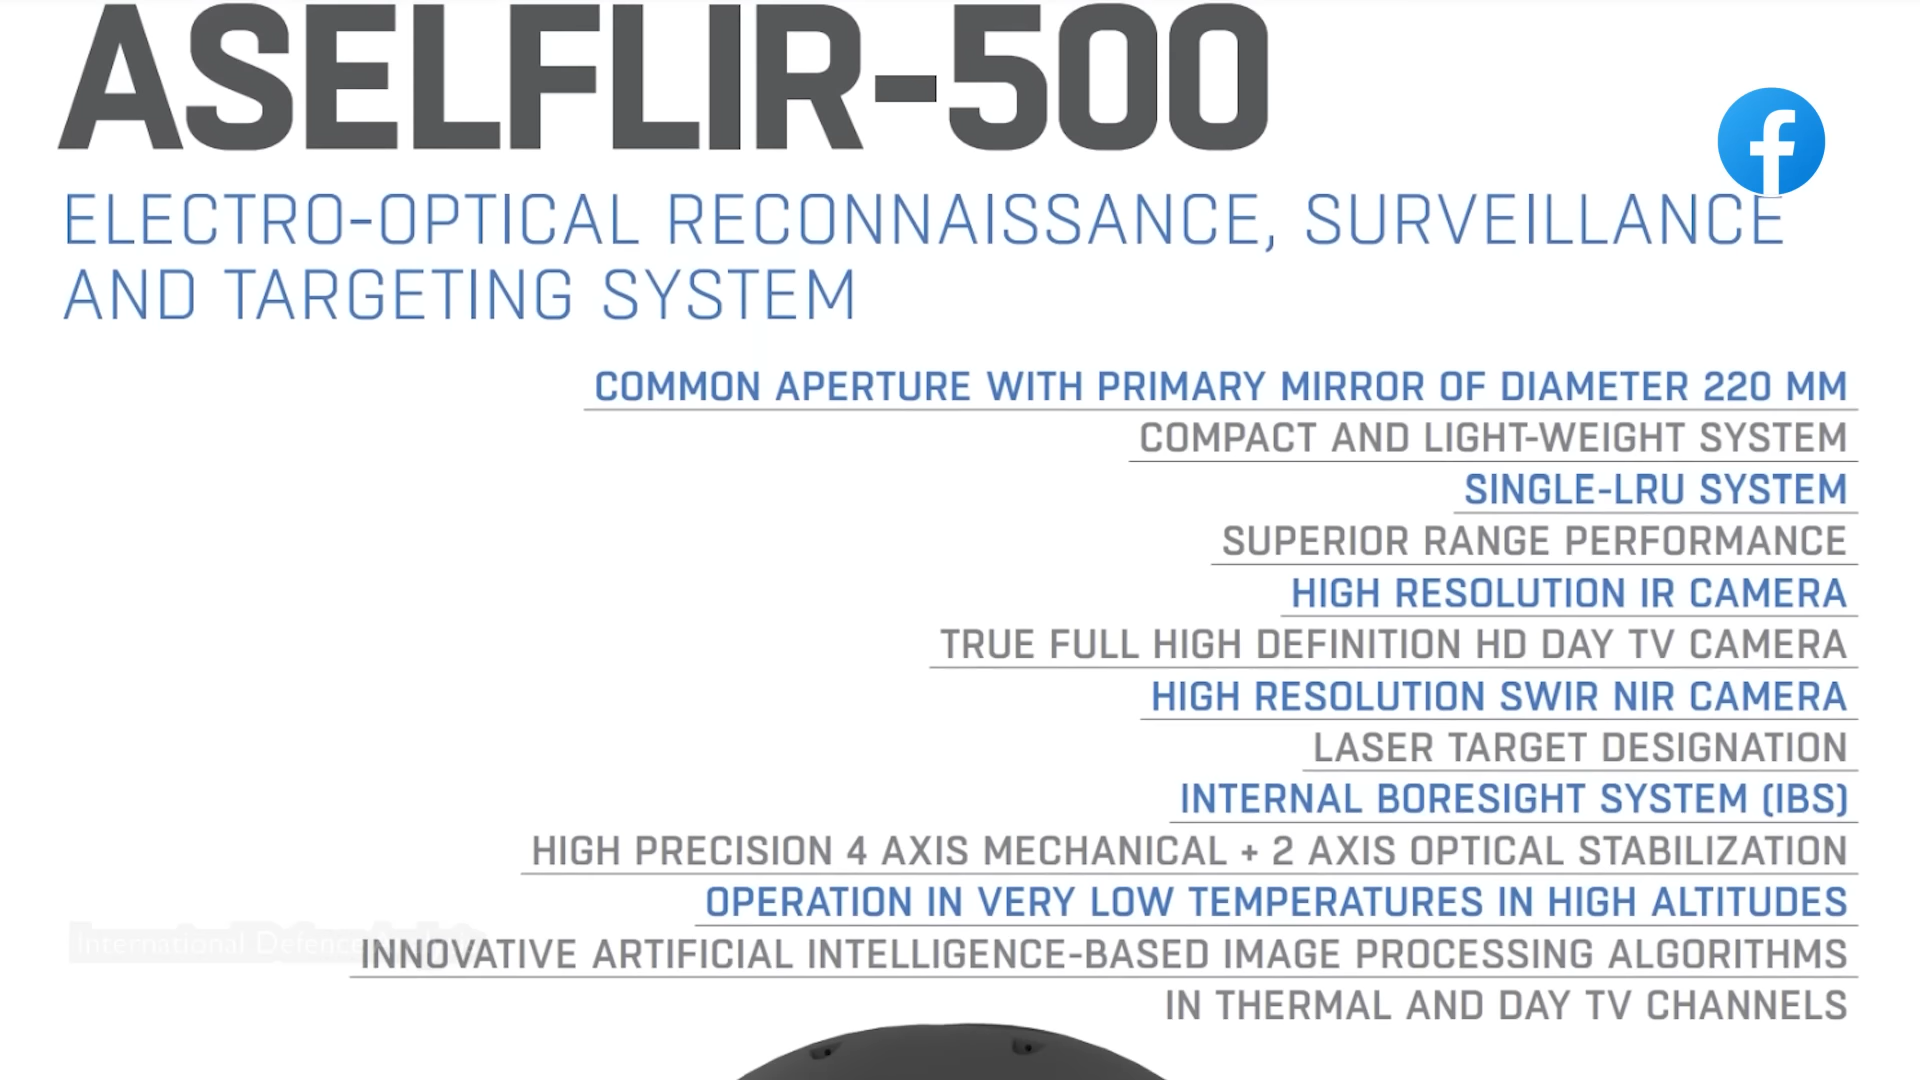 ASELFLIR-500
ELECTRO-OPTICAL RECONNAISSANCE, SURVEILLANCE
AND TARGETING SYSTEM
COMMON APERTURE WITH PRIMARY MIRROR OF DIAMETER 220 MM
COMPACT AND LIGHT-WEIGHT SYSTEM
SINGLE-LRU SYSTEM
SUPERIOR RANGE PERFORMANCE
HIGH RESOLUTION IR CAMERA
TRUE FULL HIGH DEFINITION HD DAY TV CAMERA
HIGH RESOLUTION SWIR NIR CAMERA
LASER TARGET DESIGNATION
INTERNAL BORESIGHT SYSTEM (IBS)
HIGH PRECISION 4 AXIS MECHANICAL + 2 AXIS OPTICAL STABILIZATION
OPERATION IN VERY LOW TEMPERATURES IN HIGH ALTITUDES
International Defence
INNOVATIVE ARTIFICIAL INTELLIGENCE-BASED IMAGE PROCESSING ALGORITHMS
IN THERMAL AND DAY TV CHANNELS